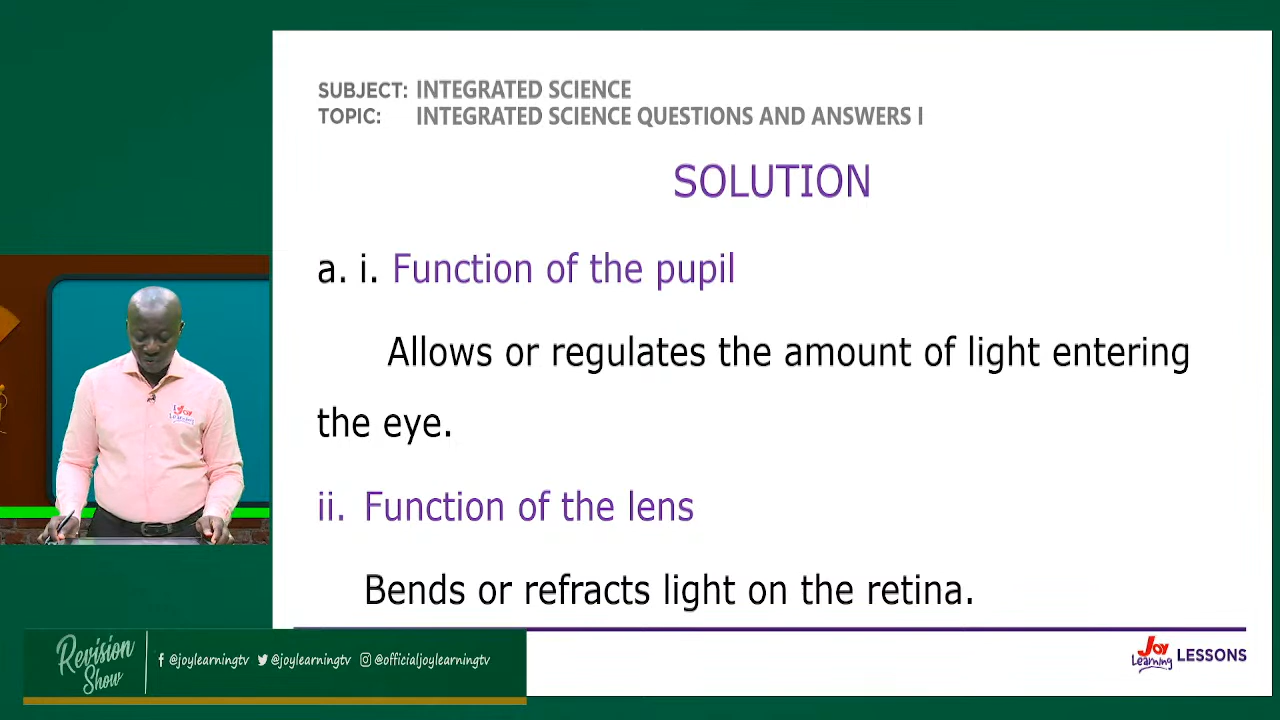 SUBJECT: INTEGRATED SCIENCE
TOPIC: INTEGRATED SCIENCE QUESTIONS AND ANSWERS I
SOLUTION
a. i. Function of the pupil
Allows or regulates the amount of light entering
the eye.
ii. Function of the lens
Bends or refracts light on the retina.
Joy
Learning
Revision
Show
@joylearningtv @joylearningtv @officialjoylearningtv
Joy
Learning LESSONS